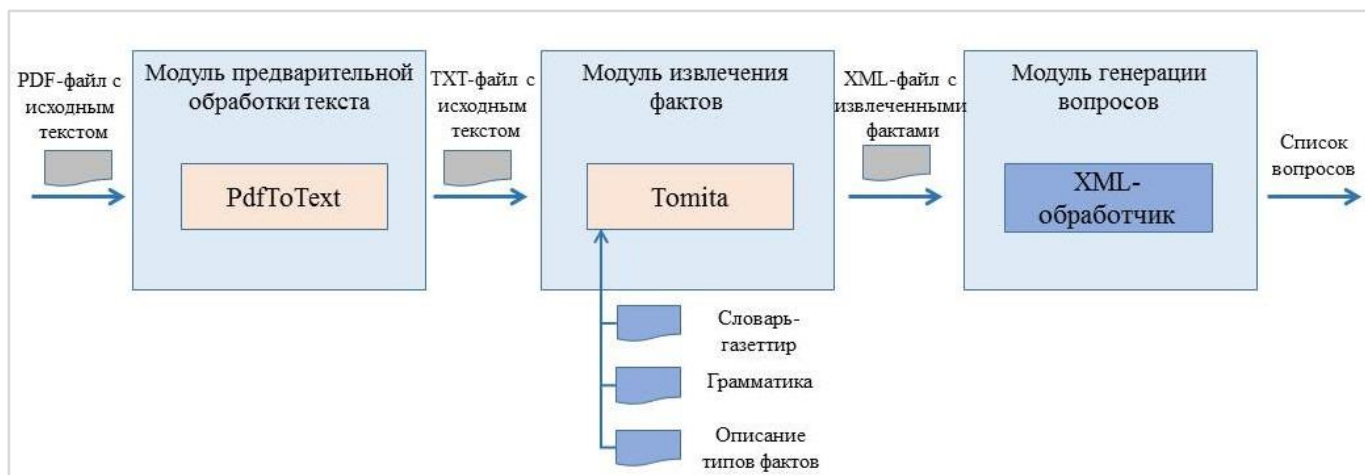 PDF-файл с
исходным
текстом
Модуль предварительной
обработки текста
PdfToText
TXT-файл с
исходным
текстом
Модуль извлечения
фактов
Tomita
XML-файл с
извлеченными
фактами
Модуль генерации
вопросов
XML-
обработчик
Список
вопросов
Словарь-
газеттир
Грамматика
Описание
типов фактов